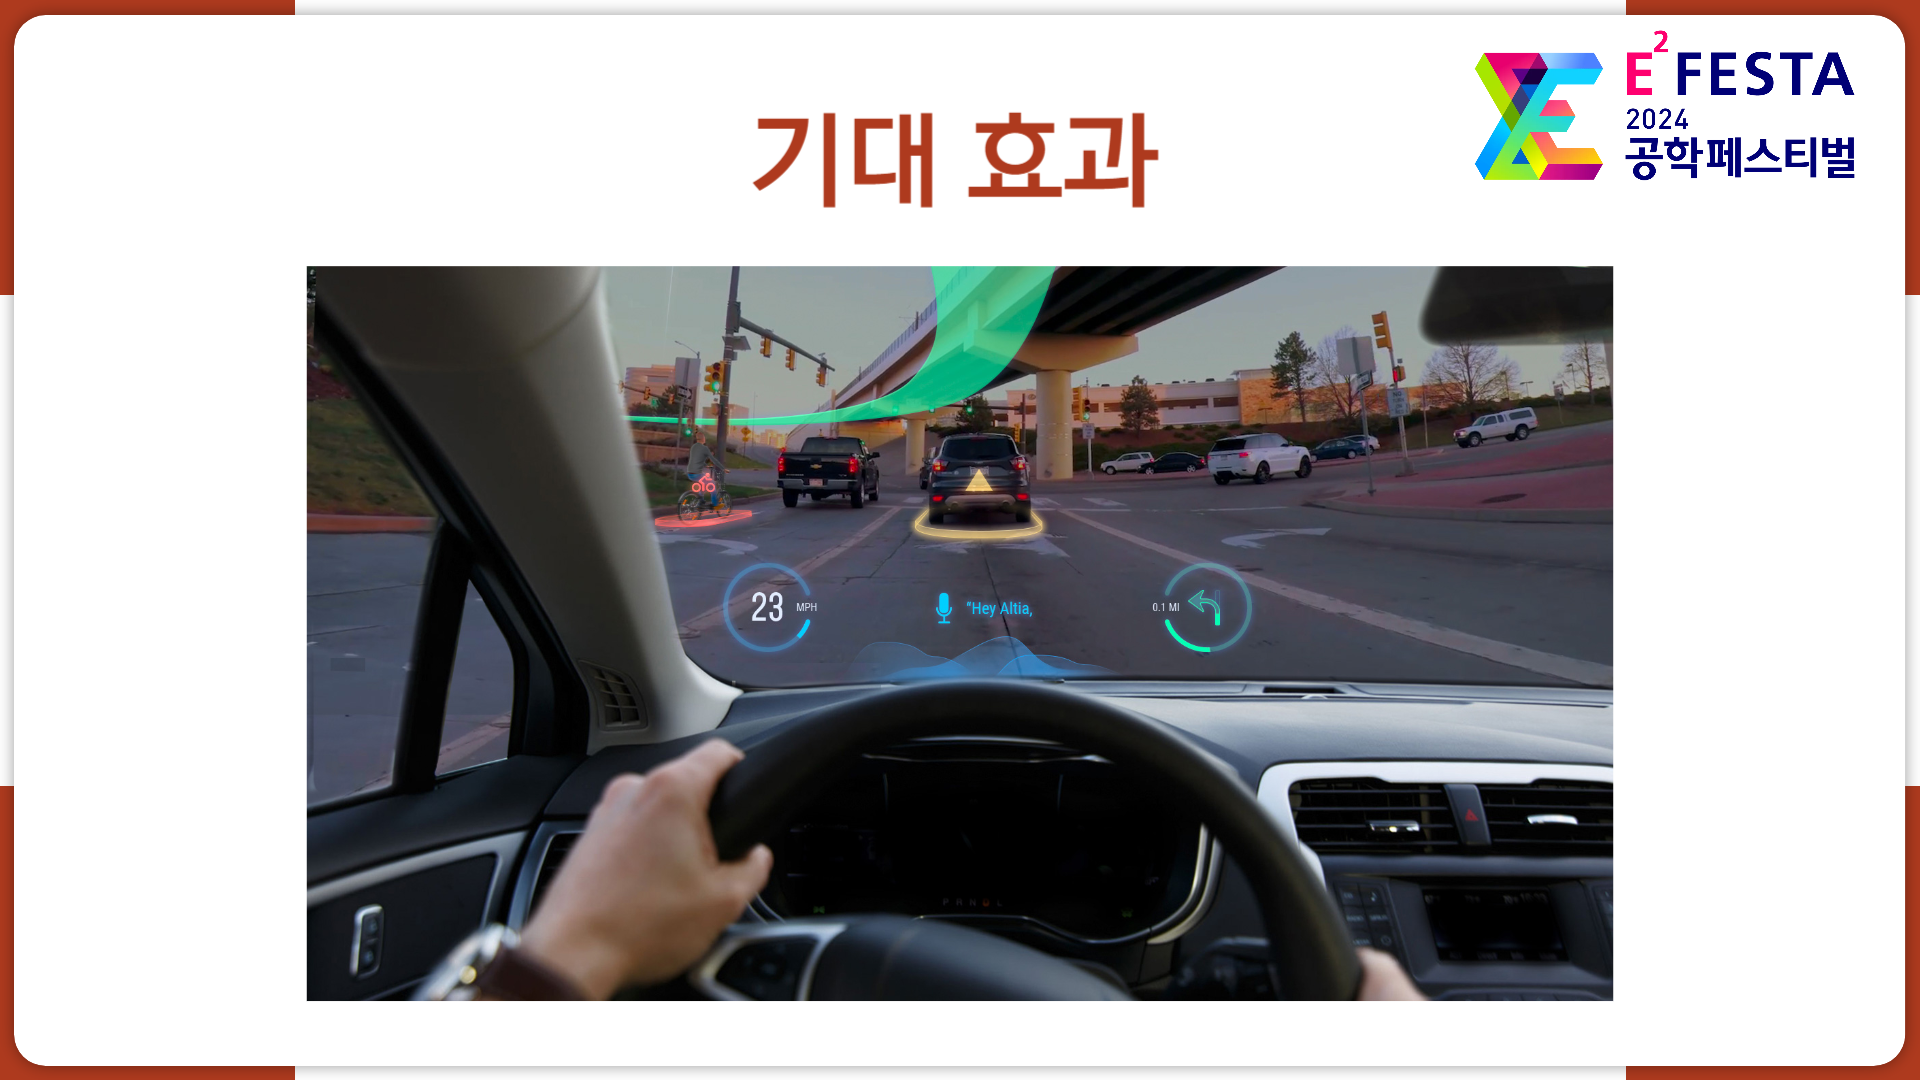 기대 효과
E² FESTA
2024
공학페스티벌
23 MPH
"Hey Altia,
0.1 MI
P R N D L